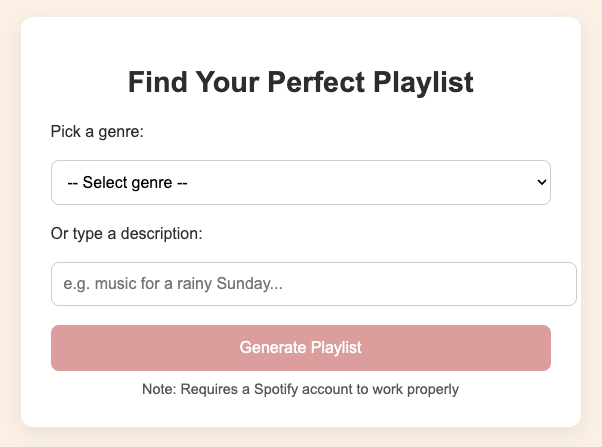 Find Your Perfect Playlist
Pick a genre:
-- Select genre --
Or type a description:
e.g. music for a rainy Sunday...
Generate Playlist
Note: Requires a Spotify account to work properly